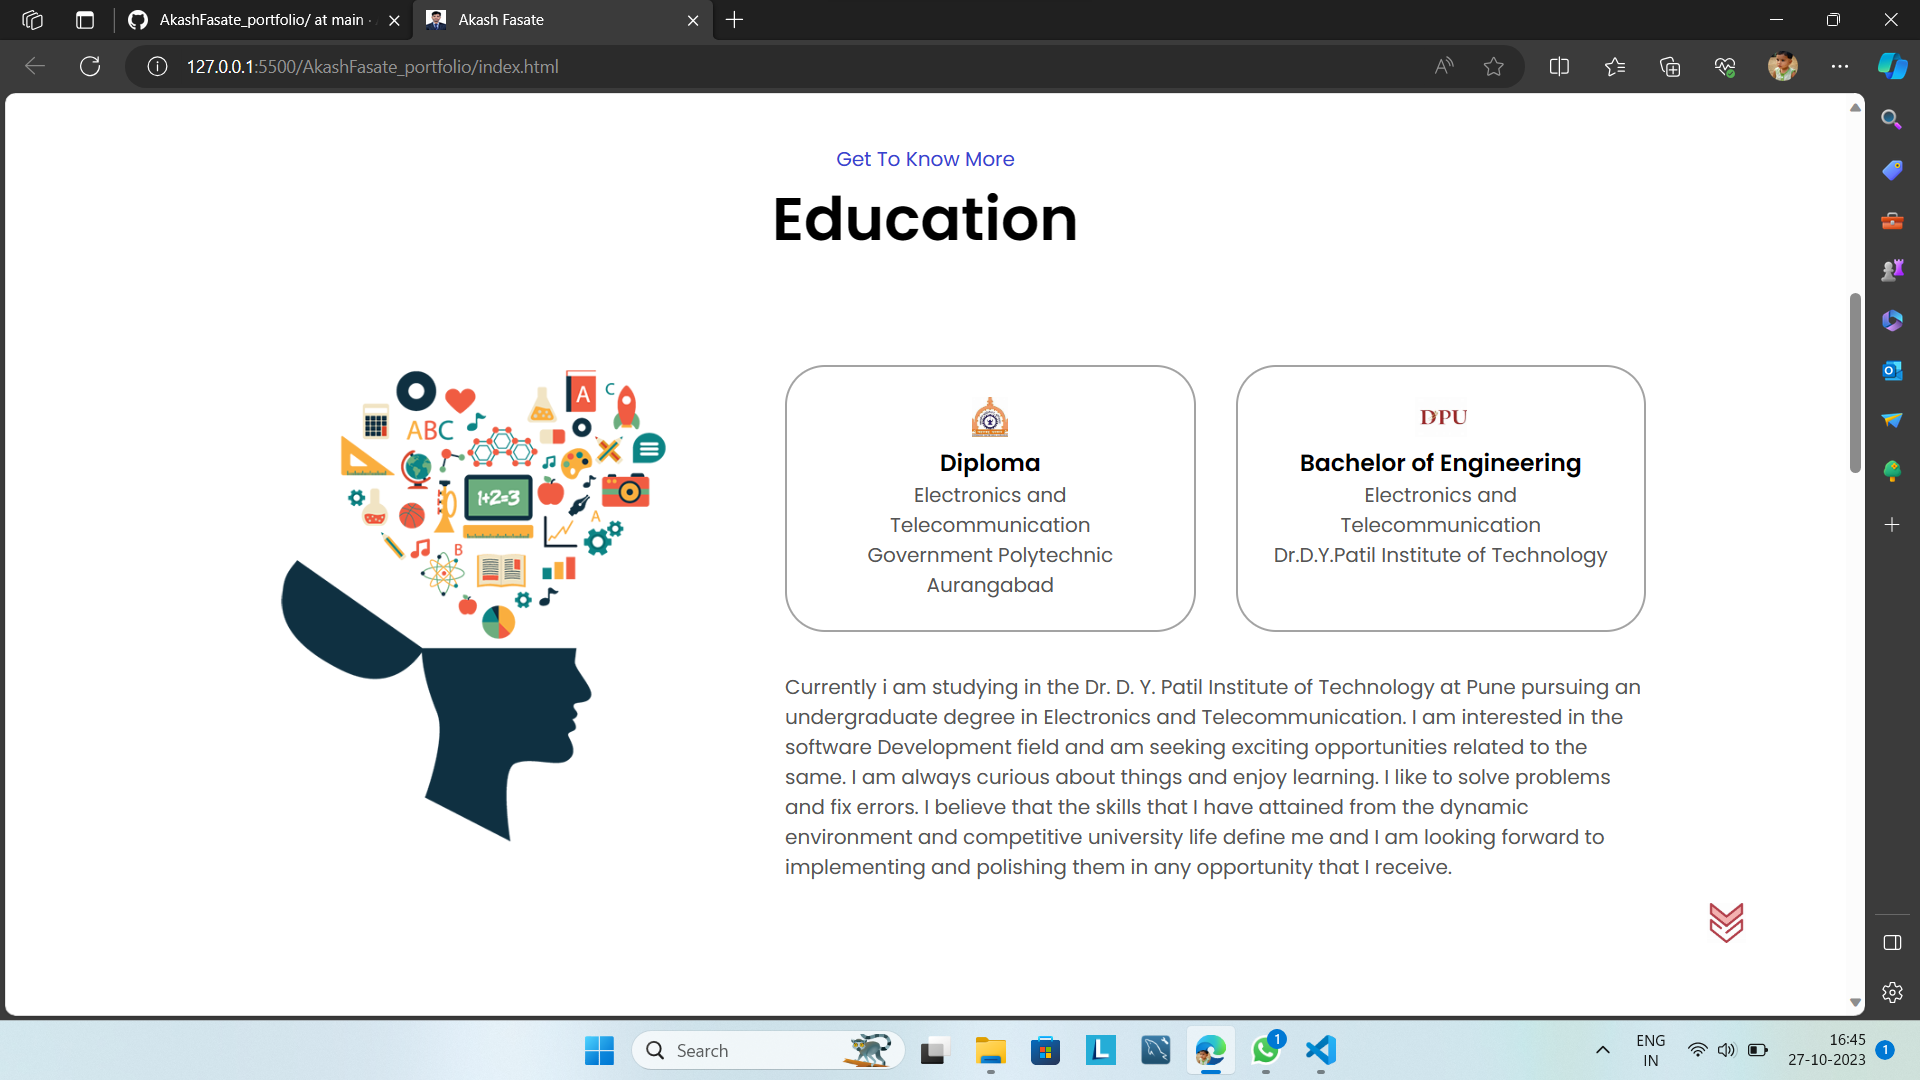 AkashFasate_portfolio/ at main ·
Akash Fasate
127.0.0.1:5500/AkashFasate_portfolio/index.html
Get To Know More
Education
A
C
ABC
1+2=3
A
B
DPU
Diploma
Electronics and
Telecommunication
Government Polytechnic
Aurangabad
Bachelor of Engineering
Electronics and
Telecommunication
Dr.D.Y.Patil Institute of Technology
Currently i am studying in the Dr. D. Y. Patil Institute of Technology at Pune pursuing an
undergraduate degree in Electronics and Telecommunication. I am interested in the
software Development field and am seeking exciting opportunities related to the
same. I am always curious about things and enjoy learning. I like to solve problems
and fix errors. I believe that the skills that I have attained from the dynamic
environment and competitive university life define me and I am looking forward to
implementing and polishing them in any opportunity that I receive.
Search
L
1
ENG
IN
16:45
27-10-2023
1